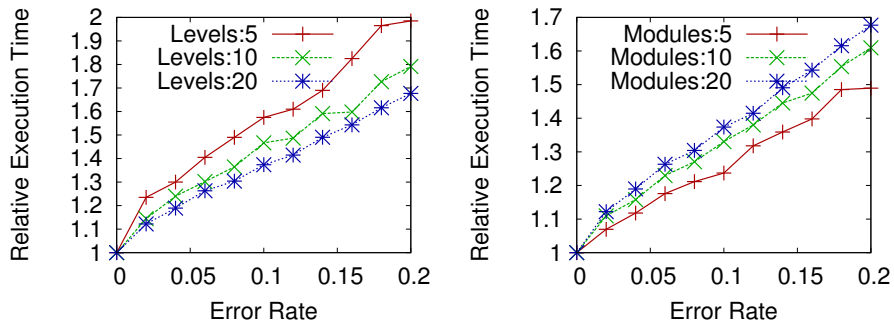 Relative Execution Time
2
1.9
1.8
1.7
1.6
1.5
1.4
1.3
1.2
1.1
1
Levels:5
Levels:10
Levels:20
0
0.05
0.1
0.15
0.2
Error Rate
Relative Execution Time
1.7
1.6
1.5
1.4
1.3
1.2
1.1
1
Modules:5
Modules:10
Modules:20
0
0.05
0.1
0.15
0.2
Error Rate